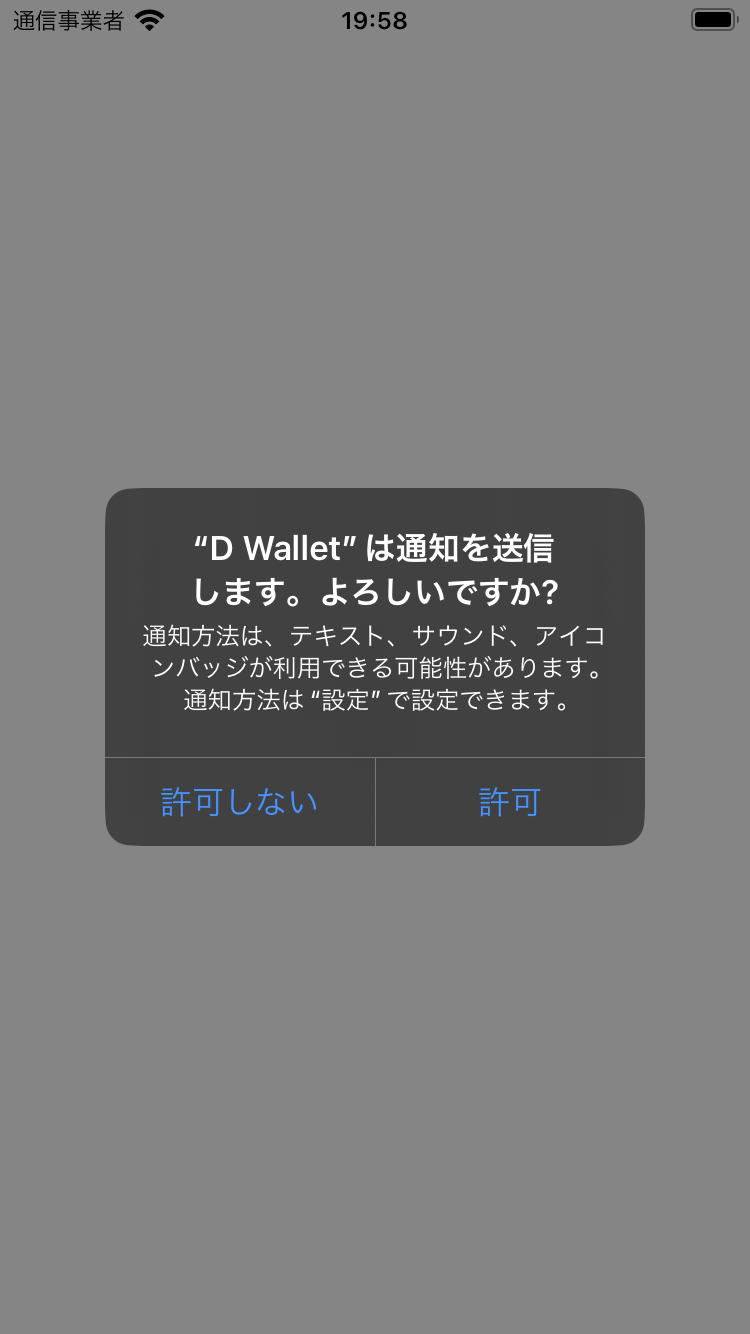 通信事業者 19:58
“D Wallet” は通知を送信
します。よろしいですか?
通知方法は、テキスト、サウンド、アイコ
ンバッジが利用できる可能性があります。
通知方法は “設定” で設定できます。
許可しない 許可